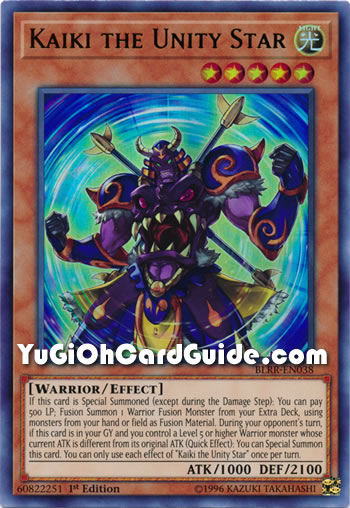 KAIKI THE UNITY STAR
LIGHT
光
YuGiOhCardGuide.com
BLRR-EN038
[WARRIOR/EFFECT]
If this card is Special Summoned (except during the Damage Step): You can pay
500 LP; Fusion Summon 1 Warrior Fusion Monster from your Extra Deck, using
monsters from your hand or field as Fusion Material. During your opponent's turn,
if this card is in your GY and you control a Level 5 or higher Warrior monster whose
current ATK is different from its original ATK (Quick Effect): You can Special Summon
this card. You can only use each effect of "Kaiki the Unity Star" once per turn.
ATK/1000 DEF/2100
60822251 1st Edition ©1996 KAZUKI TAKAHASHI